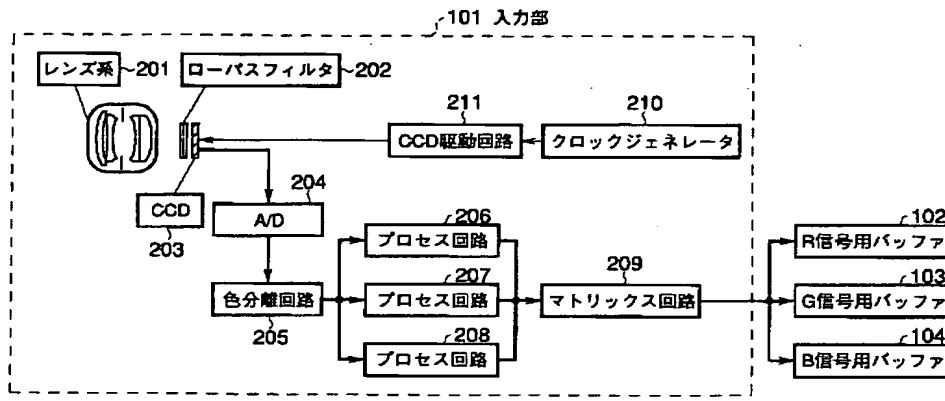 101 入力部
レンズ系 201
ローパスフィルタ 202
211
210
CCD駆動回路
クロックジェネレータ
CCD
203
204
A/D
206
プロセス回路
102
R信号用バッファ
色分離回路
205
207
プロセス回路
209
マトリックス回路
103
G信号用バッファ
208
プロセス回路
104
B信号用バッファ